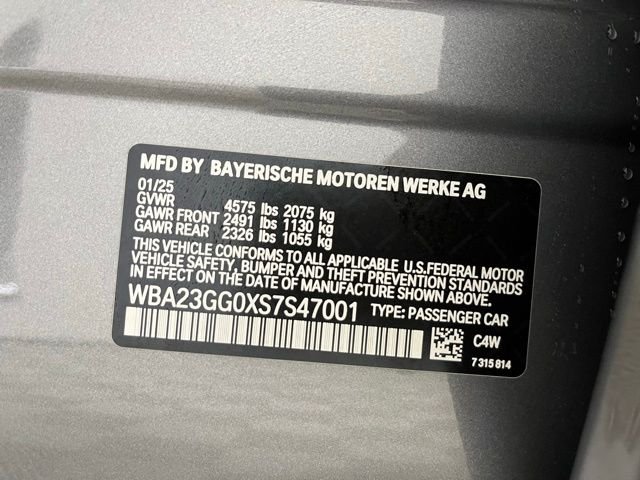 MFD BY BAYERISCHE MOTOREN WERKE AG
01/25
GVWR 4575 lbs 2075 kg
GAWR FRONT 2491 lbs 1130 kg
GAWR REAR 2326 lbs 1055 kg
THIS VEHICLE CONFORMS TO ALL APPLICABLE U.S.FEDERAL MOTOR
VEHICLE SAFETY, BUMPER AND THEFT PREVENTION STANDARDS
IN EFFECT ON THE DATE OF MANUFACTURE SHOWN ABOVE.
WBA23GG0XS7S47001 TYPE: PASSENGER CAR
C4W
7 315 814